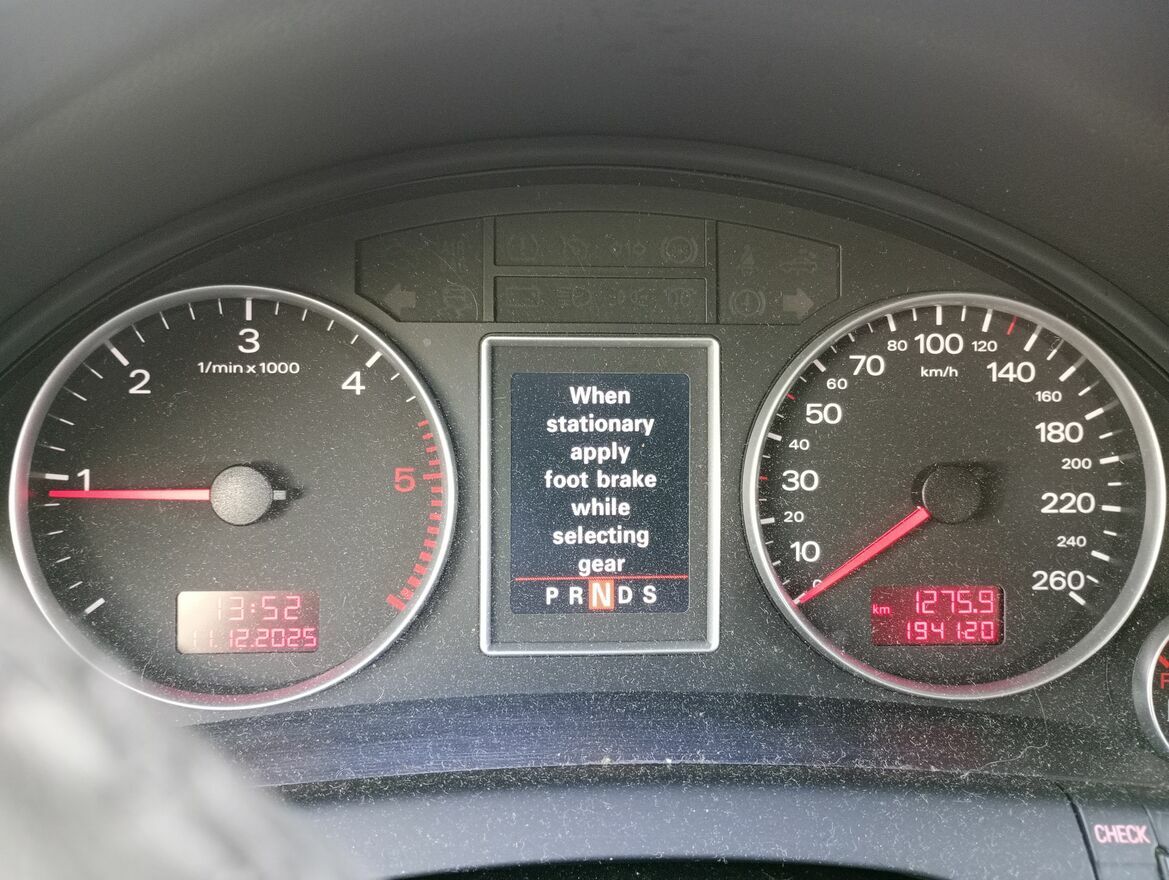 1/min x 1000
1
2
3
4
5
13:52
11.12.2025
When
stationary
apply
foot brake
while
selecting
gear
P R N D S
km/h
0
10
20
30
40
50
60
70
80
100
120
140
160
180
200
220
240
260
km 1275.9
194120
CHECK